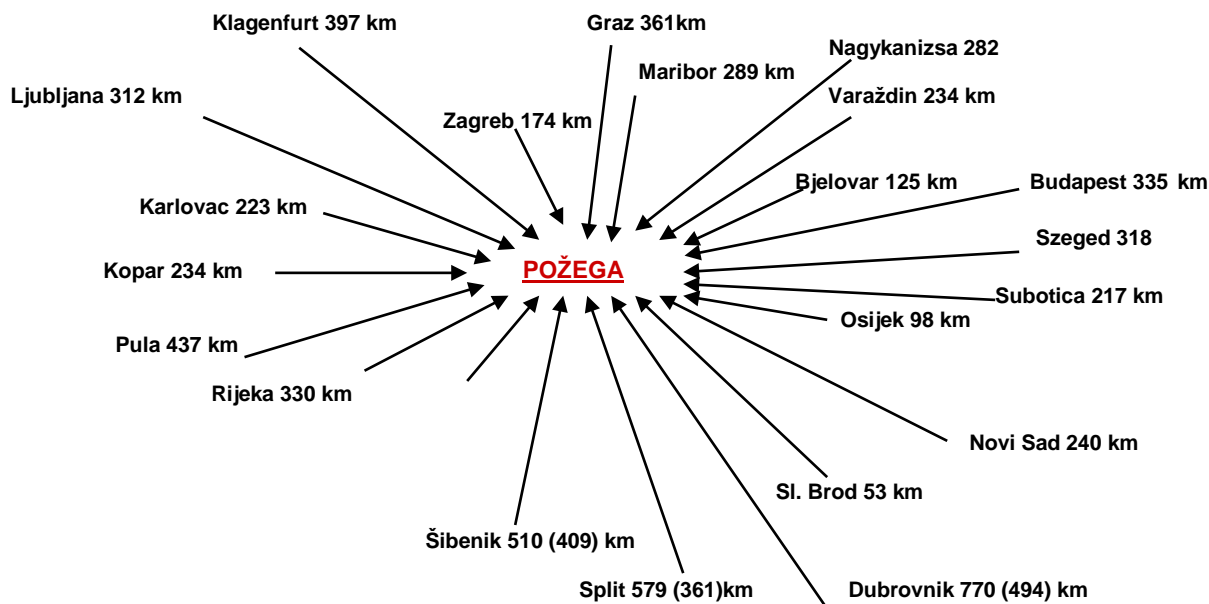 Klagenfurt 397 km
Graz 361km
Nagykanizsa 282
Maribor 289 km
Ljubljana 312 km
Varaždin 234 km
Zagreb 174 km
Bjelovar 125 km
Budapest 335 km
Karlovac 223 km
Szeged 318
Kopar 234 km
POŽEGA
Subotica 217 km
Osijek 98 km
Pula 437 km
Rijeka 330 km
Novi Sad 240 km
Sl. Brod 53 km
Šibenik 510 (409) km
Split 579 (361)km
Dubrovnik 770 (494) km